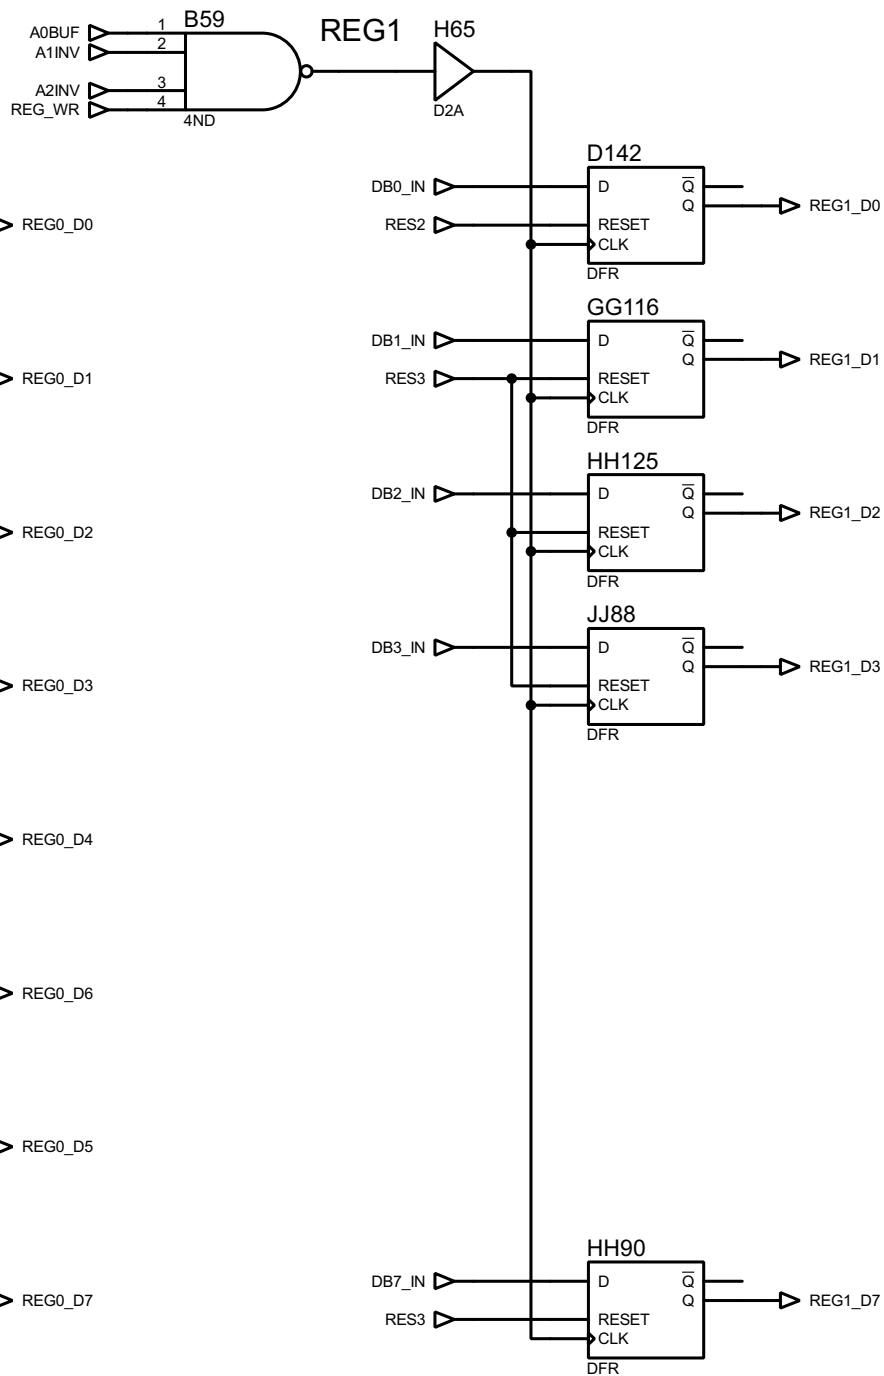 B59
REG1
H65
A0BUF
1
A1INV
2
A2INV
3
REG_WR
4
4ND
D2A
D142
DB0_IN
D
Q
Q
REG1_D0
RES2
RESET
CLK
DFR
REG0_D0
GG116
DB1_IN
D
Q
Q
REG1_D1
RES3
RESET
CLK
DFR
REG0_D1
HH125
DB2_IN
D
Q
Q
REG1_D2
RESET
CLK
DFR
REG0_D2
JJ88
DB3_IN
D
Q
Q
REG1_D3
RESET
CLK
DFR
REG0_D3
REG0_D4
REG0_D6
REG0_D5
HH90
DB7_IN
D
Q
Q
REG1_D7
RES3
RESET
CLK
DFR
REG0_D7